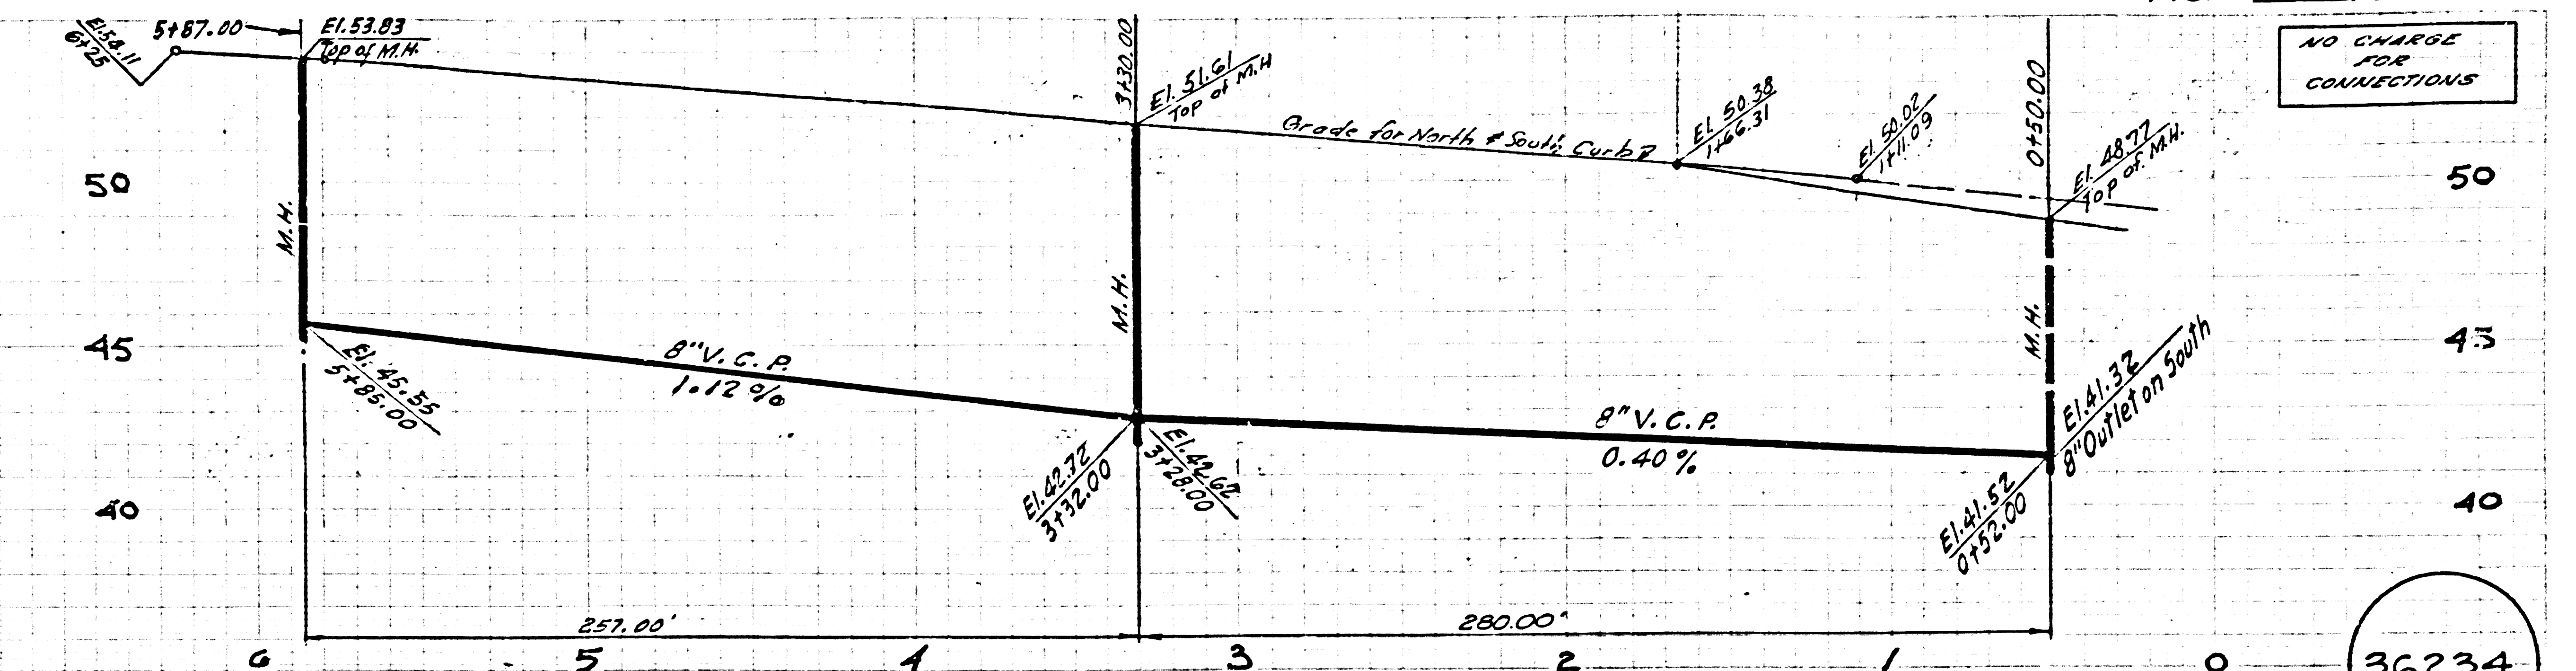 El. 54.11
6+25
5+87.00
El. 53.83
Top of M.H.
3+30.00
El. 51.61
Top of M.H
Grade for North & South Curb
El. 50.38
1+66.31
El. 50.02
1+11.09
0+50.00
El. 48.77
Top of M.H.
NO CHARGE
FOR
CONNECTIONS
50
50
M.H.
M.H.
M.H.
45
45
8" V.C.P.
1.12 %
El. 45.55
5+85.00
8" V.C.P.
0.40 %
El. 41.32
8" Outlet on South
El. 42.72
3+32.00
El. 42.62
3+28.00
El. 41.52
0+52.00
40
40
257.00'
280.00'
6
5
4
3
2
1
0
36234